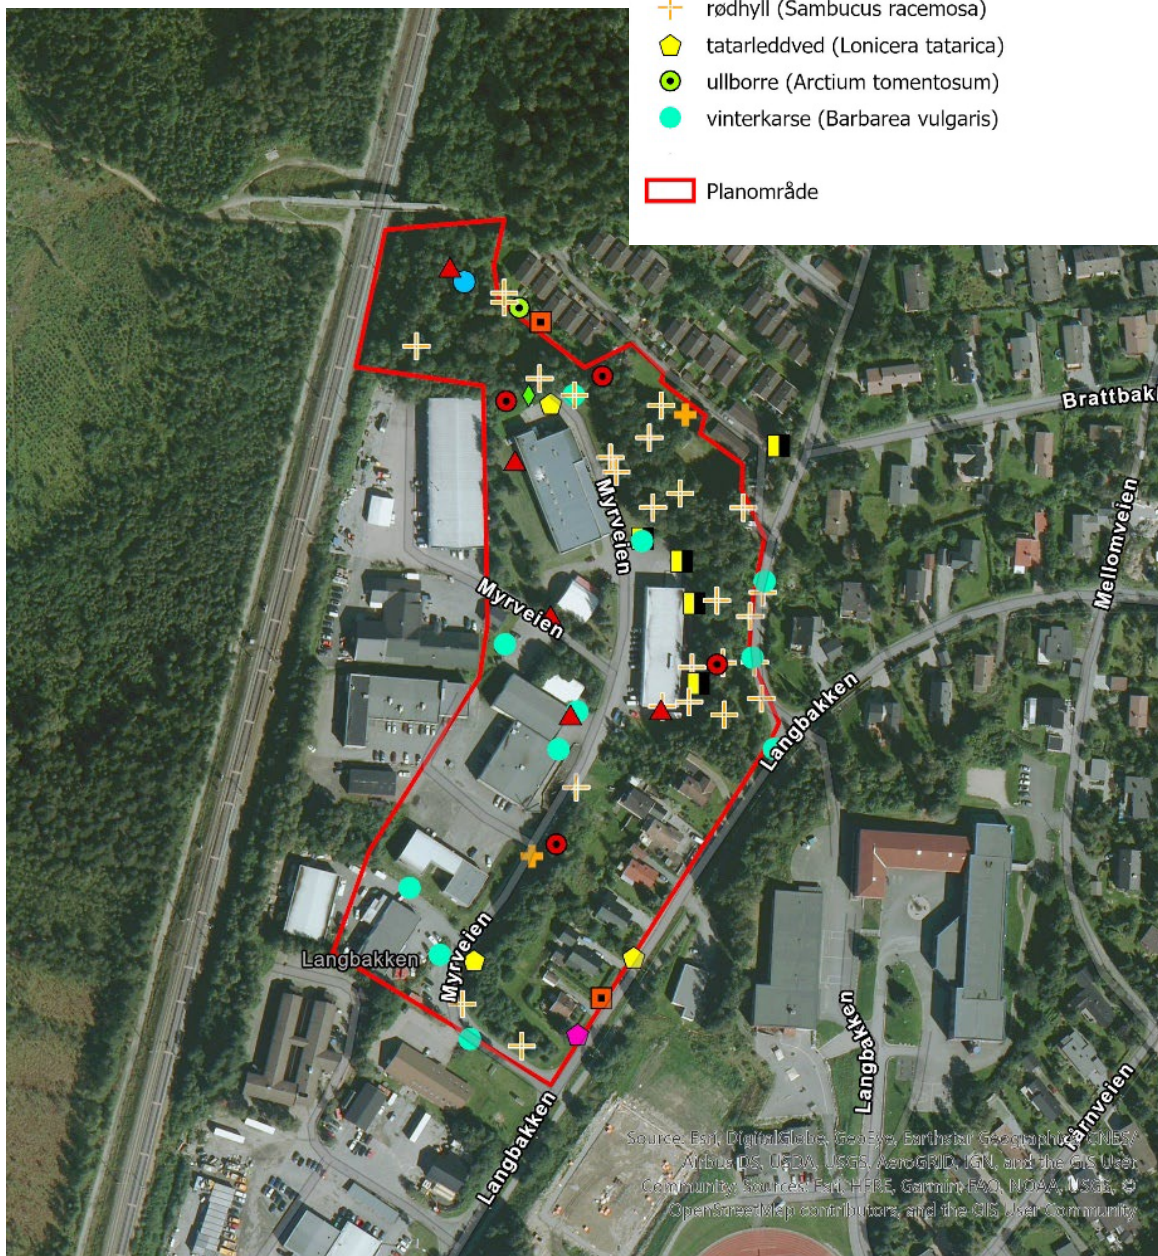 rødhyll (Sambucus racemosa)
tatarleddved (Lonicera tatarica)
ullborre (Arctium tomentosum)
vinterkarse (Barbarea vulgaris)
Planområde
Myrveien
Mellomveien
Myrveien
Langbakken
Langbakken
Myrveien
Langbakken
Langbakken
Source: Esri, DigitalGlobe, GeoEye, Earthstar Geographics, CNES/
Airbus DS, USDA, USGS, AeroGRID, IGN, and the GIS User
Community. Sources: Esri, HERE, Garmin, FAO, NOAA, USGS, ©
OpenStreetMap contributors, and the GIS User Community